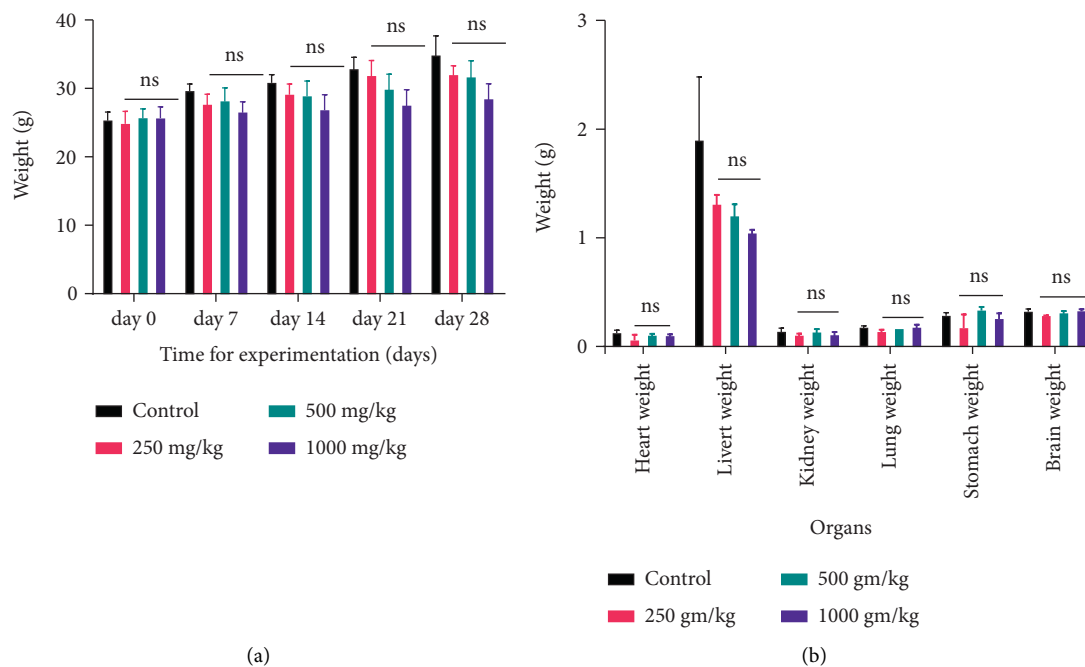 40
30
20
10
0
Weight (g)
ns
ns
ns
ns
ns
day 0
day 7
day 14
day 21
day 28
Time for experimentation (days)
Control
500 mg/kg
250 mg/kg
1000 mg/kg
(a)
3
2
1
0
Weight (g)
ns
ns
ns
ns
ns
ns
Heart weight
Livert weight
Kidney weight
Lung weight
Stomach weight
Brain weight
Organs
Control
500 gm/kg
250 gm/kg
1000 gm/kg
(b)